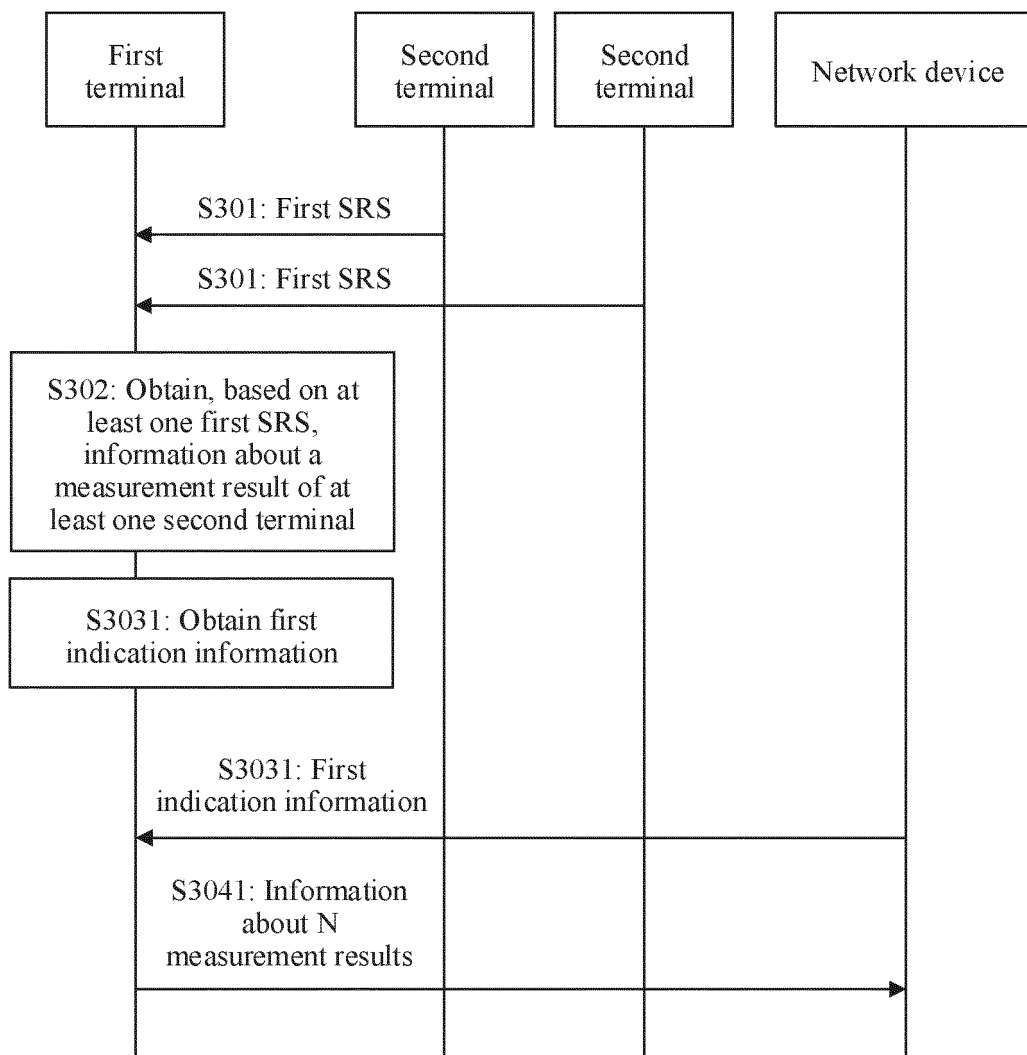 First
terminal
Second
terminal
Second
terminal
Network device
S301: First SRS
S301: First SRS
S302: Obtain, based on at
least one first SRS,
information about a
measurement result of at
least one second terminal
S3031: Obtain first
indication information
S3031: First
indication information
S3041: Information
about N
measurement results